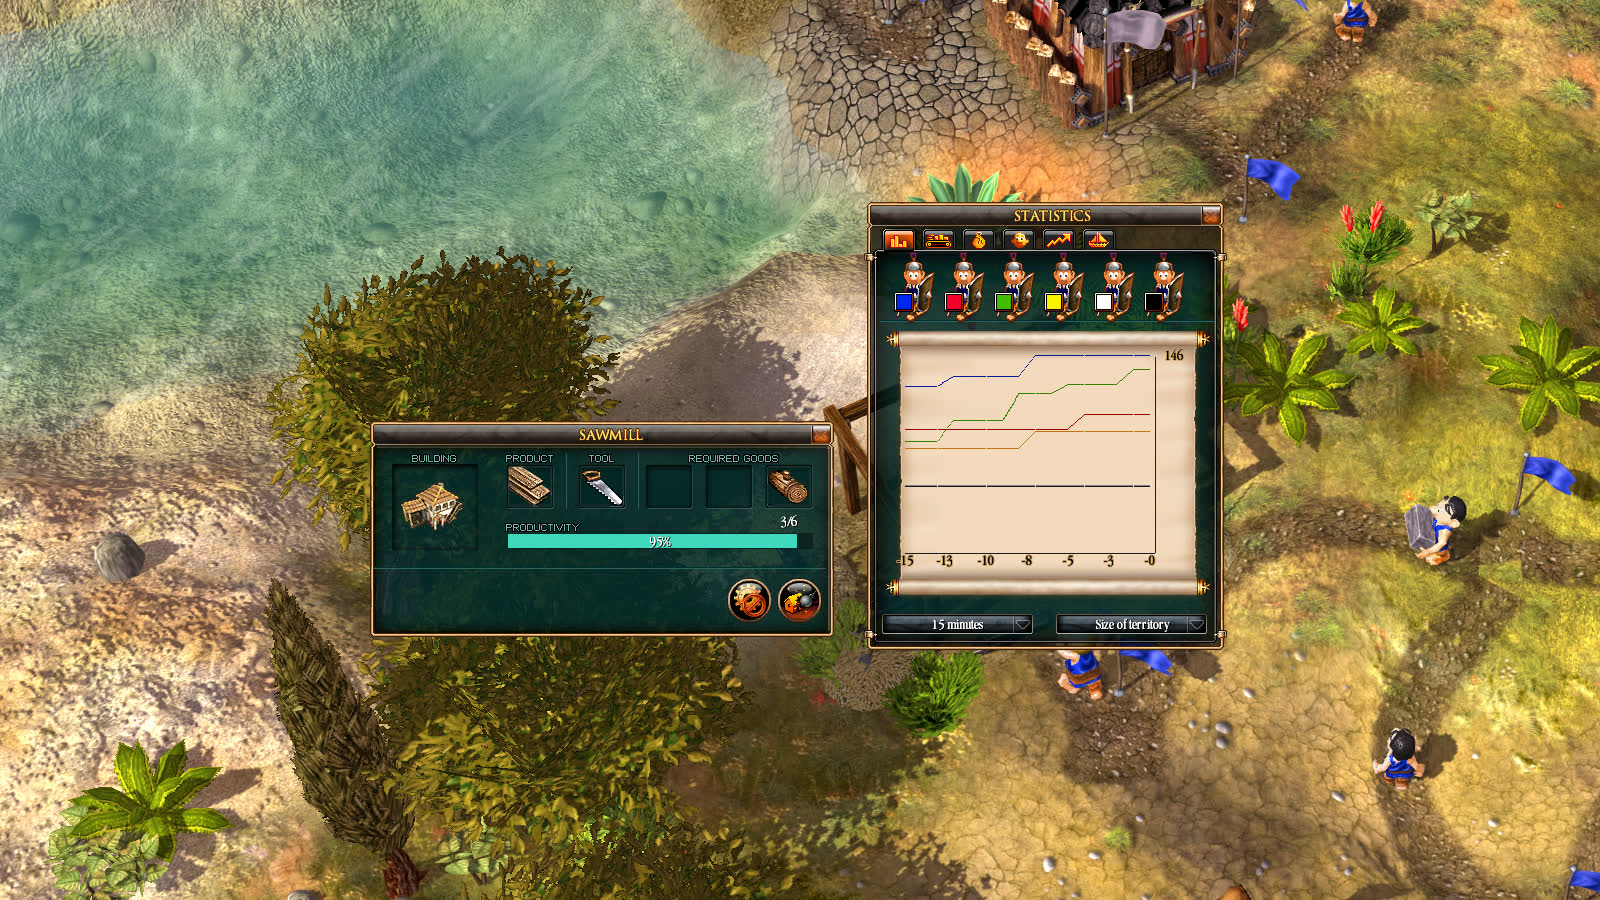 STATISTICS
146
-15 -13 -10 -8 -5 -3 -0
15 minutes
Size of territory
SAWMILL
BUILDING
PRODUCT
TOOL
REQUIRED GOODS
3/6
PRODUCTIVITY
95%